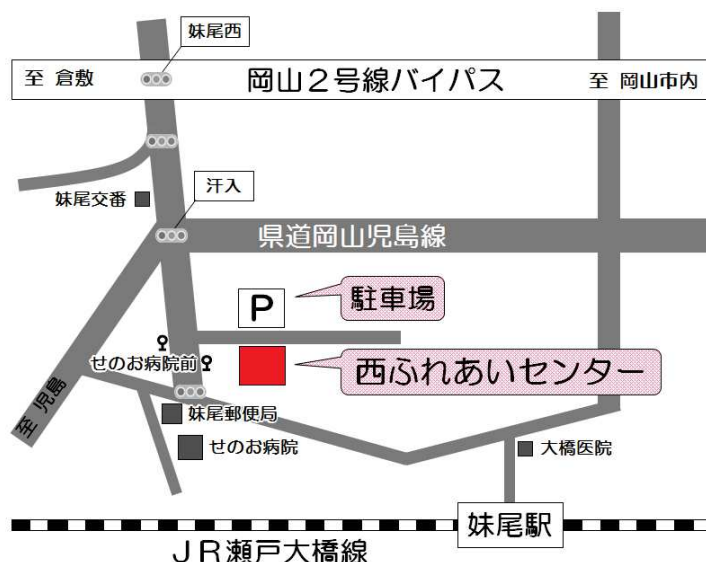 妹尾西
至 倉敷
岡山２号線バイパス
至 岡山市内
妹尾交番
汗入
県道岡山児島線
P
駐車場
せのお病院前
西ふれあいセンター
至 児島
妹尾郵便局
せのお病院
大橋医院
妹尾駅
ＪＲ瀬戸大橋線